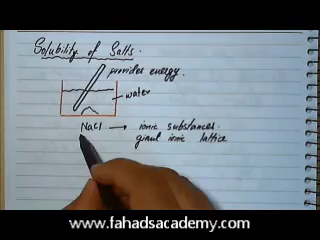 Solubility of Salts.
provides energy.
water
NaCl → ionic substances.
giant ionic lattice
www.fahadsacademy.com